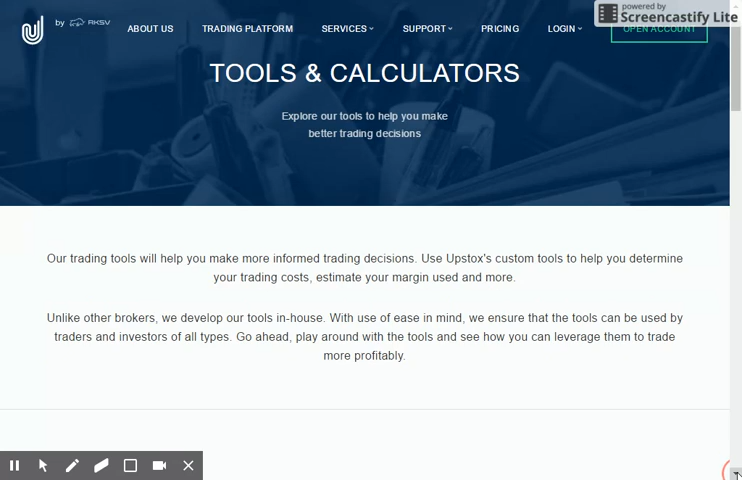 powered by
Screencastify Lite
by RKSV
ABOUT US
TRADING PLATFORM
SERVICES
SUPPORT
PRICING
LOGIN
OPEN ACCOUNT
TOOLS & CALCULATORS
Explore our tools to help you make
better trading decisions
Our trading tools will help you make more informed trading decisions. Use Upstox's custom tools to help you determine
your trading costs, estimate your margin used and more.
Unlike other brokers, we develop our tools in-house. With use of ease in mind, we ensure that the tools can be used by
traders and investors of all types. Go ahead, play around with the tools and see how you can leverage them to trade
more profitably.